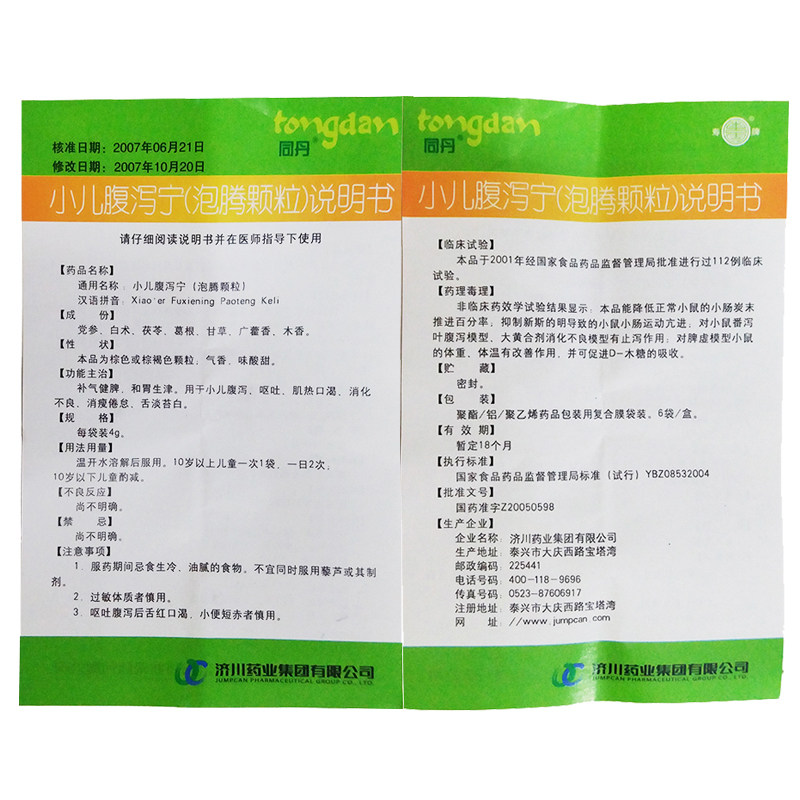 tongdan
同丹®
核准日期：2007年06月21日
修改日期：2007年10月20日
小儿腹泻宁(泡腾颗粒)说明书
请仔细阅读说明书并在医师指导下使用
【药品名称】
通用名称：小儿腹泻宁（泡腾颗粒）
汉语拼音：Xiao'er Fuxiening Paoteng Keli
【成　份】
党参、白术、茯苓、葛根、甘草、广藿香、木香。
【性　状】
本品为棕色或棕褐色颗粒；气香、味酸甜。
【功能主治】
补气健脾，和胃生津。用于小儿腹泻、呕吐、肌热口渴，消化
不良、消瘦倦怠，舌淡苔白。
【规　格】
每袋装4g。
【用法用量】
温开水溶解后服用。10岁以上儿童一次1袋，一日2次；
10岁以下儿童酌减。
【不良反应】
尚不明确。
【禁　忌】
尚不明确。
【注意事项】
1．服药期间忌食生冷、油腻的食物。不宜同时服用藜芦或其制
剂。
2．过敏体质者慎用。
3．呕吐腹泻后舌红口渴，小便短赤者慎用。
济川药业集团有限公司
JUMPCAN PHARMACEUTICAL GROUP CO., LTD.
tongdan
同丹®
®
牌
小儿腹泻宁(泡腾颗粒)说明书
【临床试验】
本品于2001年经国家食品药品监督管理局批准进行过112例临床
试验。
【药理毒理】
非临床药效学试验结果显示：本品能降低正常小鼠的小肠炭末
推进百分率；抑制新斯的明导致的小鼠小肠运动亢进；对小鼠番泻
叶腹泻模型、大黄合剂消化不良模型有止泻作用；对脾虚模型小鼠
的体重、体温有改善作用，并可促进D-木糖的吸收。
【贮　藏】
密封。
【包　装】
聚酯/铝/聚乙烯药品包装用复合膜袋装。6袋/盒。
【有 效 期】
暂定18个月
【执行标准】
国家食品药品监督管理局标准（试行）YBZ08532004
【批准文号】
国药准字Z20050598
【生产企业】
企业名称：济川药业集团有限公司
生产地址：泰兴市大庆西路宝塔湾
邮政编码：225441
电话号码：400-118-9696
传真号码：0523-87606917
注册地址：泰兴市大庆西路宝塔湾
网　　址：//www.jumpcan.com
济川药业集团有限公司
JUMPCAN PHARMACEUTICAL GROUP CO., LTD.